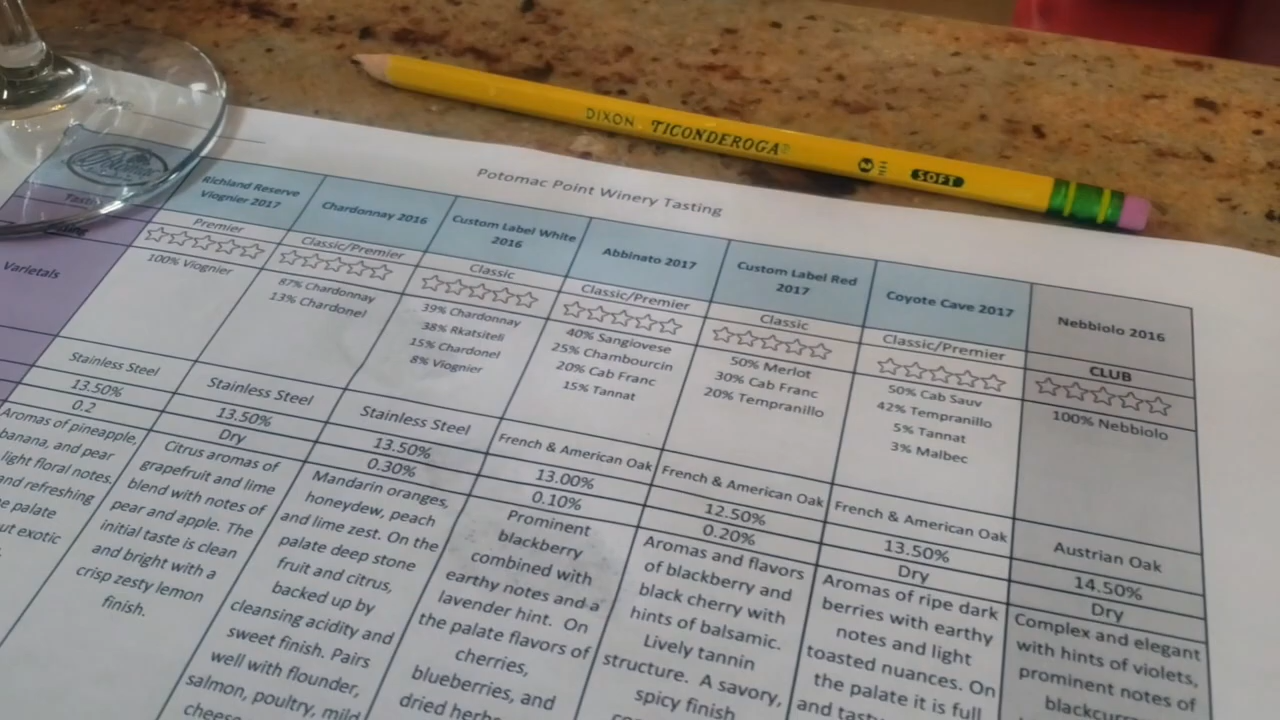 DIXON TICONDEROGA 2 SOFT
Potomac Point Winery Tasting
Richland Reserve
Viognier 2017
Premier
100% Viognier
Stainless Steel
13.50%
0.2
Aromas of pineapple,
banana, and pear
light floral notes.
and refreshing
palate
exotic
Chardonnay 2016
Classic/Premier
87% Chardonnay
13% Chardonel
Stainless Steel
13.50%
Dry
Citrus aromas of
grapefruit and lime
blend with notes of
pear and apple. The
initial taste is clean
and bright with a
crisp zesty lemon
finish.
Custom Label White
2016
Classic
39% Chardonnay
38% Rkatsiteli
15% Chardonel
8% Viognier
Stainless Steel
13.50%
0.30%
Mandarin oranges,
honeydew, peach
and lime zest. On the
palate deep stone
fruit and citrus,
backed up by
cleansing acidity and
sweet finish. Pairs
well with flounder,
salmon, poultry, mild
Abbinato 2017
Classic/Premier
40% Sangiovese
25% Chambourcin
20% Cab Franc
15% Tannat
French & American Oak
13.00%
0.10%
Prominent
blackberry
combined with
earthy notes and a
lavender hint. On
the palate flavors of
cherries,
blueberries, and
dried
Custom Label Red
2017
Classic
50% Merlot
30% Cab Franc
20% Tempranillo
French & American Oak
12.50%
0.20%
Aromas and flavors
of blackberry and
black cherry with
hints of balsamic.
Lively tannin
structure. A savory,
spicy finish
Coyote Cave 2017
Classic/Premier
50% Cab Sauv
42% Tempranillo
5% Tannat
3% Malbec
French & American Oak
13.50%
Dry
Aromas of ripe dark
berries with earthy
notes and light
toasted nuances. On
the palate it is full
and
Nebbiolo 2016
CLUB
100% Nebbiolo
Austrian Oak
14.50%
Dry
Complex and elegant
with hints of violets,
prominent notes of
Varietals